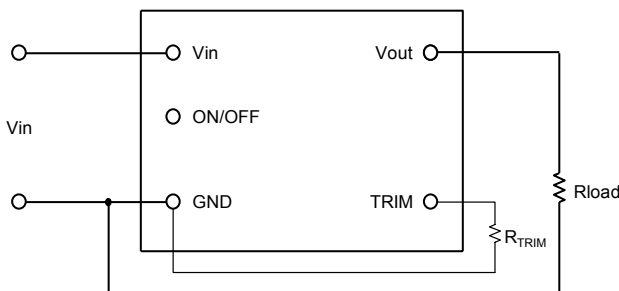 Vin
Vout
ON/OFF
Vin
GND
TRIM
Rload
RTRIM